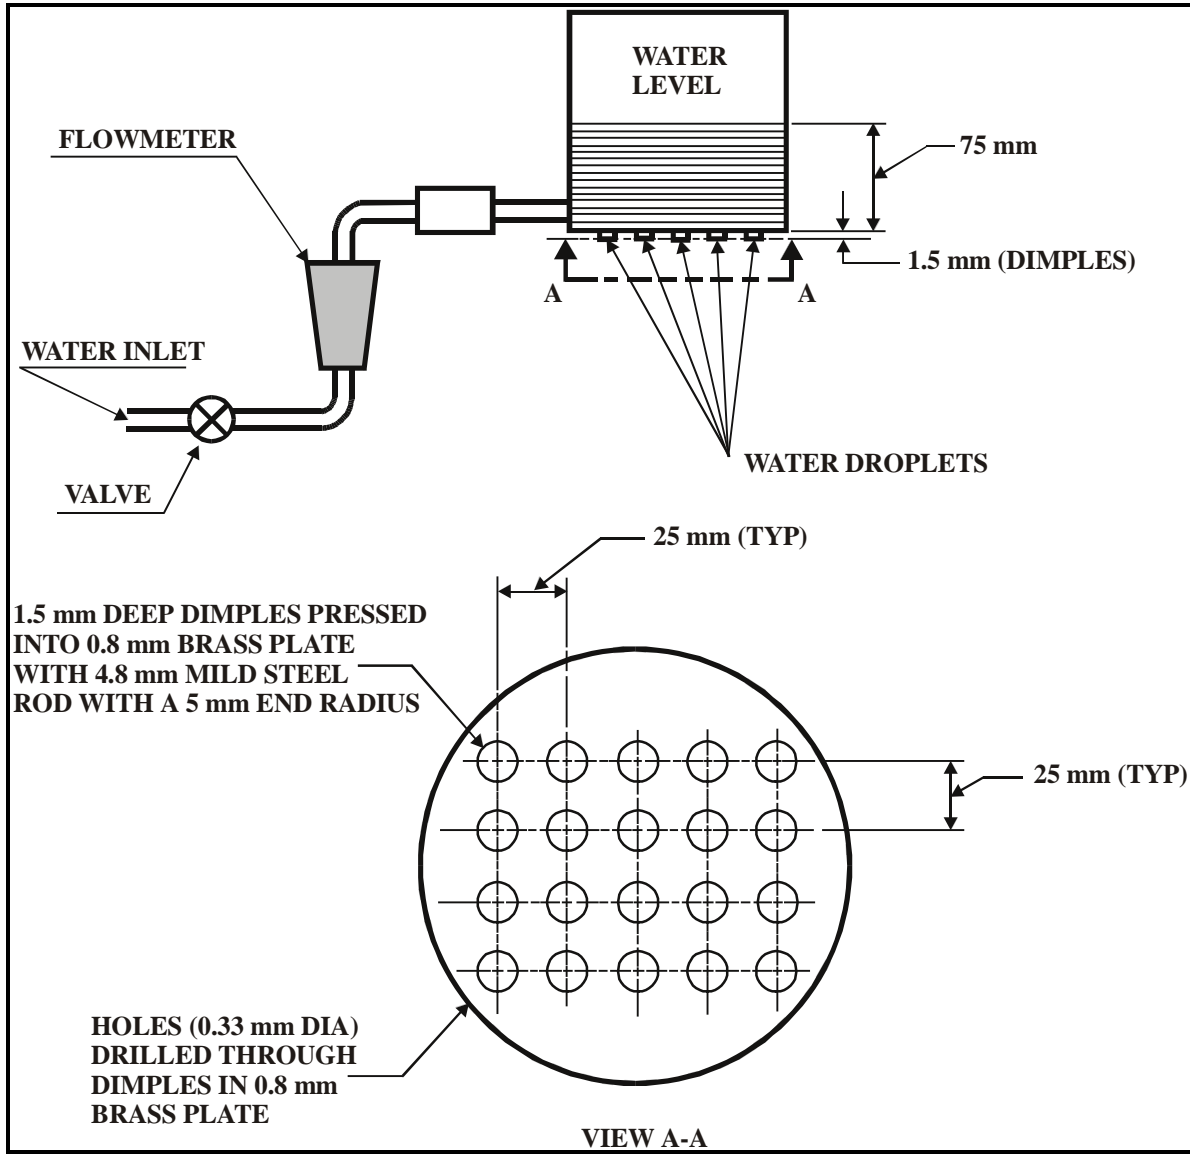 WATER
LEVEL
FLOWMETER
75 mm
1.5 mm (DIMPLES)
A
A
WATER INLET
WATER DROPLETS
VALVE
25 mm (TYP)
1.5 mm DEEP DIMPLES PRESSED
INTO 0.8 mm BRASS PLATE
WITH 4.8 mm MILD STEEL
ROD WITH A 5 mm END RADIUS
25 mm (TYP)
HOLES (0.33 mm DIA)
DRILLED THROUGH
DIMPLES IN 0.8 mm
BRASS PLATE
VIEW A-A